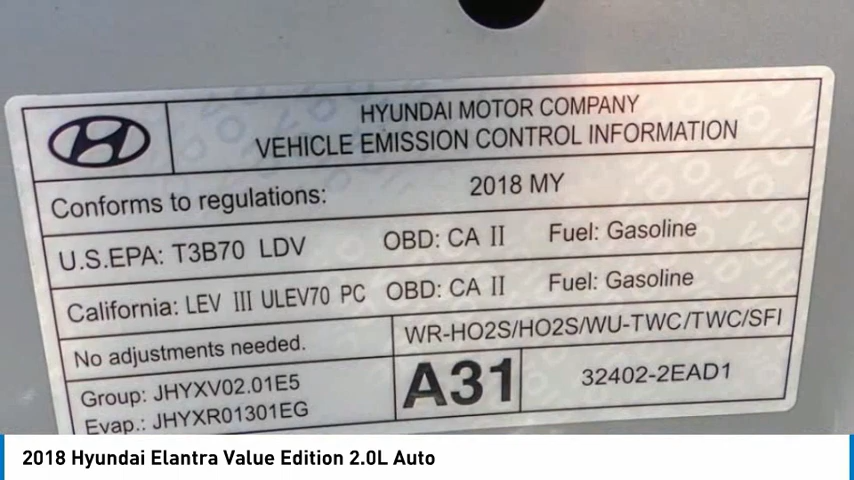 HYUNDAI MOTOR COMPANY
VEHICLE EMISSION CONTROL INFORMATION
Conforms to regulations: 2018 MY
U.S.EPA: T3B70 LDV OBD: CA II Fuel: Gasoline
California: LEV III ULEV70 PC OBD: CA II Fuel: Gasoline
No adjustments needed. WR-HO2S/HO2S/WU-TWC/TWC/SFI
Group: JHYXV02.01E5
Evap.: JHYXR01301EG
A31
32402-2EAD1
2018 Hyundai Elantra Value Edition 2.0L Auto